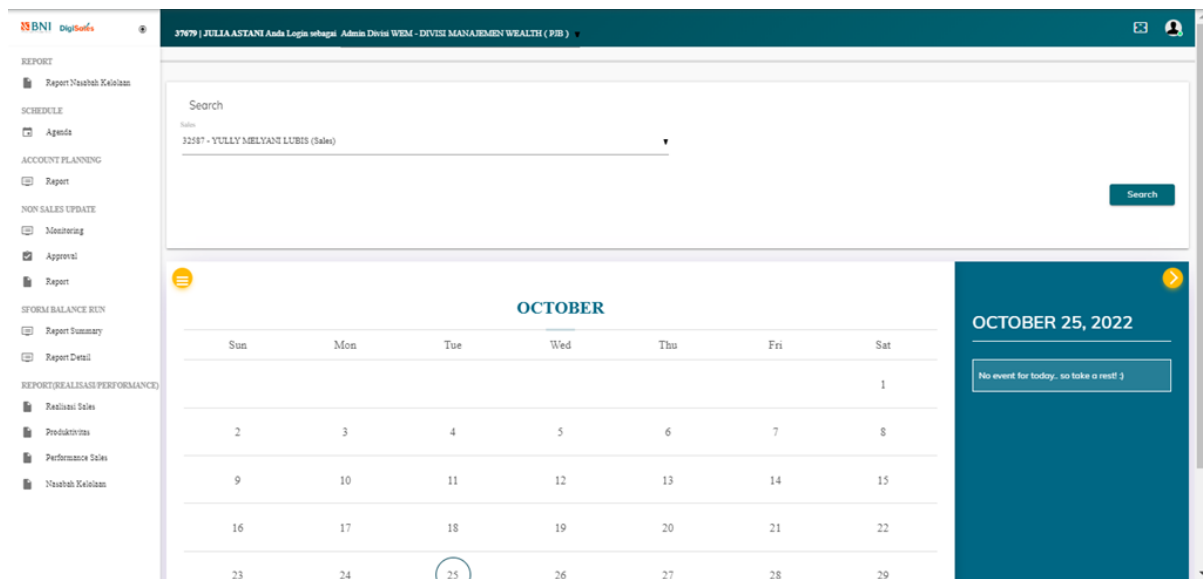 BNI DigiSales
37679 | JULIA ASTANI Anda Login sebagai Admin Divisi WEM - DIVISI MANAJEMEN WEALTH ( PJB )
REPORT
Report Nasabah Kelolaan
SCHEDULE
Agenda
ACCOUNT PLANNING
Report
NON SALES UPDATE
Monitoring
Approval
Report
SFORM BALANCE RUN
Report Summary
Report Detail
REPORT(REALISASI/PERFORMANCE)
Realisasi Sales
Produktivitas
Performance Sales
Nasabah Kelolaan
Search
Sales
32587 - YULLY MELYANI LUBIS (Sales)
Search
OCTOBER
Sun Mon Tue Wed Thu Fri Sat
1
2 3 4 5 6 7 8
9 10 11 12 13 14 15
16 17 18 19 20 21 22
23 24 25 26 27 28 29
OCTOBER 25, 2022
No event for today.. so take a rest! :)